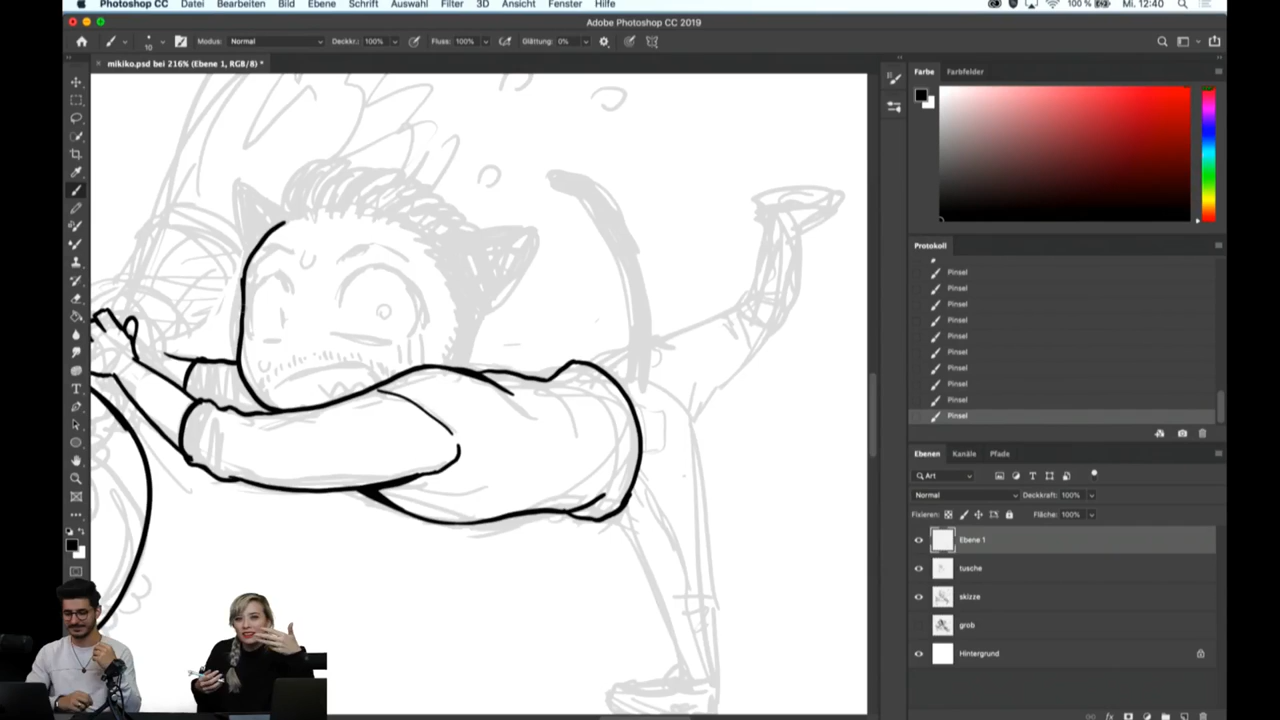 Photoshop CC Datei Bearbeiten Bild Ebene Schrift Auswahl Filter 3D Ansicht Fenster Hilfe 100 % Mi. 12:40
Adobe Photoshop CC 2019
10 Modus: Normal Deckkr.: 100% Fluss: 100% Glättung: 0%
mikiko.psd bei 216% (Ebene 1, RGB/8) *
Farbe Farbfelder
Protokoll
Pinsel
Pinsel
Pinsel
Pinsel
Pinsel
Pinsel
Pinsel
Pinsel
Pinsel
Pinsel
Ebenen Kanäle Pfade
Art
Normal Deckkraft: 100%
Fixieren: Fläche: 100%
Ebene 1
tusche
skizze
grob
Hintergrund
fx